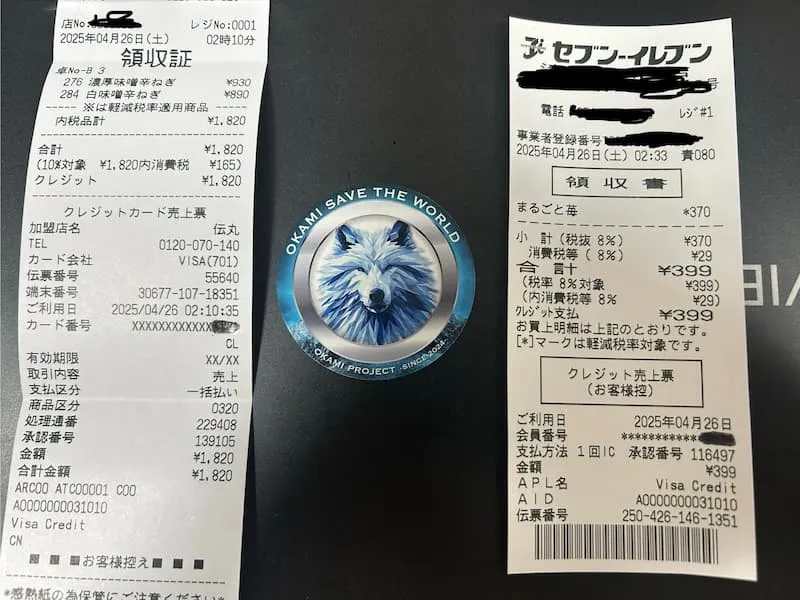 店No:
レジNo:0001
2025年04月26日(土) 02時10分
領収証
卓No-B 3
276 濃厚味噌辛ねぎ ¥930
284 白味噌辛ねぎ ¥890
----- ※は軽減税率適用商品 -----
内税品計 ¥1,820
合計 ¥1,820
(10%対象 ¥1,820内消費税 ¥165)
クレジット ¥1,820
クレジットカード売上票
加盟店名 伝丸
TEL 0120-070-140
カード会社 VISA(701)
伝票番号 55640
端末番号 30677-107-18351
ご利用日 2025/04/26 02:10:35
カード番号 XXXXXXXXXXXX
CL
有効期限 XX/XX
取引内容 売上
支払区分 一括払い
商品区分 0320
処理通番 229408
承認番号 139105
金額 ¥1,820
合計金額 ¥1,820
ARC00 ATC00001 C00
A0000000031010
Visa Credit
CN
■ ■ ■お客様控え■ ■ ■
*感熱紙の為保管にご注意ください*
OKAMI SAVE THE WORLD
OKAMI PROJECT -SINCE 2024-
セブン-イレブン
号
電話 レジ#1
事業者登録番号
2025年04月26日(土) 02:33 責080
領収書
まるごと苺 *370
小 計(税抜 8%) ¥370
消費税等( 8%) ¥29
合 計 ¥399
(税率 8%対象 ¥399)
(内消費税等 8% ¥29)
クレジット支払 ¥399
お買上明細は上記のとおりです。
[*]マークは軽減税率対象です。
クレジット売上票
(お客様控)
ご利用日 2025年04月26日
会員番号 ************
支払方法 1回IC 承認番号 116497
金額 ¥399
APL名 Visa Credit
AID A0000000031010
伝票番号 250-426-146-1351